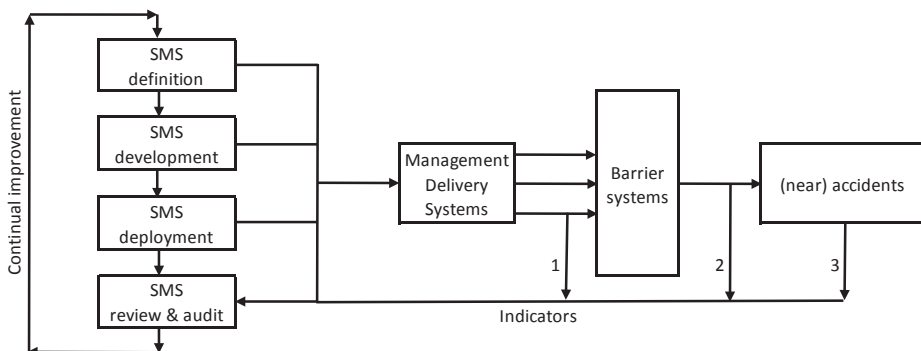 Continual improvement
SMS
definition
SMS
development
SMS
deployment
SMS
review & audit
Management
Delivery
Systems
Barrier
systems
(near) accidents
1
2
3
Indicators